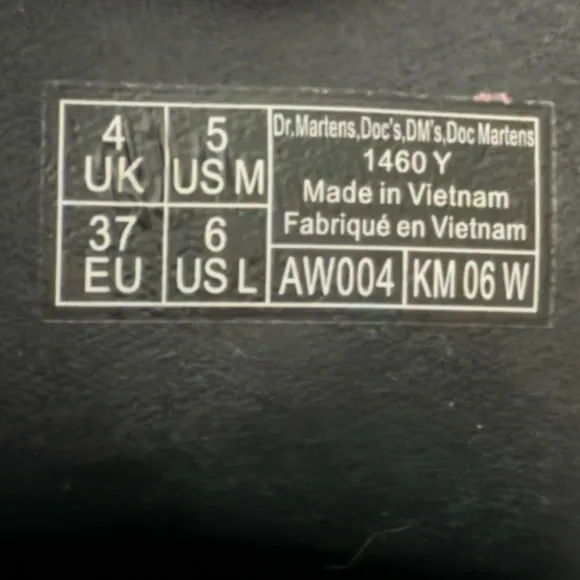 4
UK
5
US M
37
EU
6
US L
Dr.Martens,Doc's,DM's,Doc Martens
1460 Y
Made in Vietnam
Fabriqué en Vietnam
AW004
KM 06 W